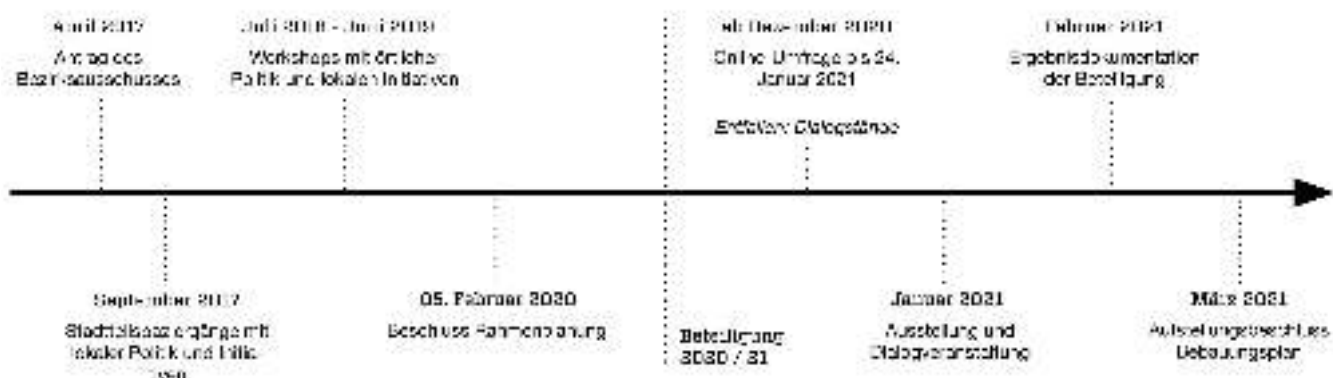 April 2017
Antrag des
Bezirksausschusses
Juli 2018 - Juni 2019
Workshops mit örtlicher
Politik und lokalen Initiativen
ab Dezember 2020
Online-Umfrage bis 24.
Januar 2021
Entfallen: Dialogstände
Februar 2021
Ergebnisdokumentation
der Beteiligung
September 2017
Stadtteilspaziergänge mit
lokaler Politik und Initia-
tiven
05. Februar 2020
Beschluss Rahmenplanung
Beteiligung
2020 / 21
Januar 2021
Ausstellung und
Dialogveranstaltung
März 2021
Aufstellungsbeschluss
Bebauungsplan